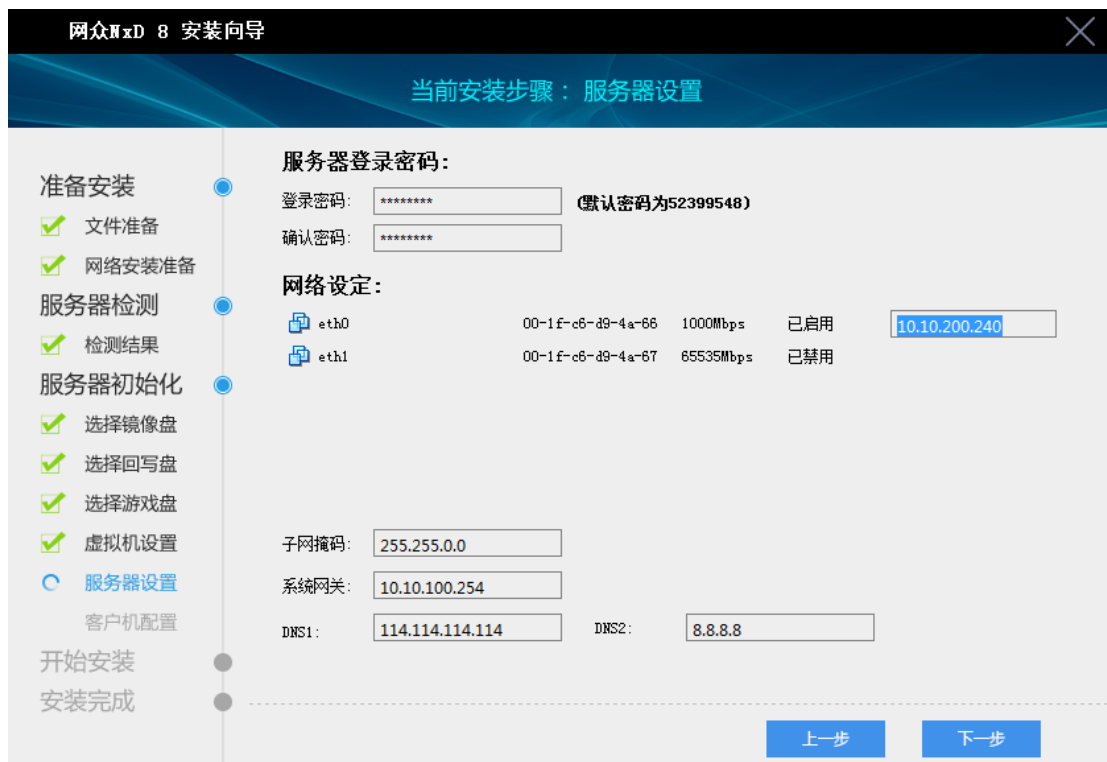 网众NxD 8 安装向导
当前安装步骤 : 服务器设置
准备安装
文件准备
网络安装准备
服务器检测
检测结果
服务器初始化
选择镜像盘
选择回写盘
选择游戏盘
虚拟机设置
服务器设置
客户机配置
开始安装
安装完成
服务器登录密码:
登录密码: ******** (默认密码为52399548)
确认密码: ********
网络设定:
eth0 00-1f-c6-d9-4a-66 1000Mbps 已启用 10.10.200.240
eth1 00-1f-c6-d9-4a-67 65535Mbps 已禁用
子网掩码: 255.255.0.0
系统网关: 10.10.100.254
DNS1: 114.114.114.114 DNS2: 8.8.8.8
上一步 下一步